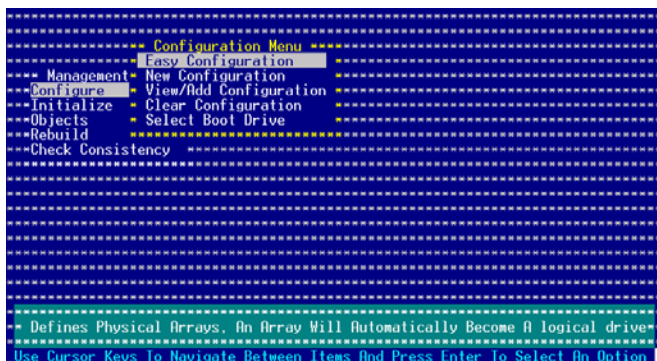 Configuration Menu
Easy Configuration
Management
New Configuration
Configure
View/Add Configuration
Initialize
Clear Configuration
Objects
Select Boot Drive
Rebuild
Check Consistency
Defines Physical Arrays, An Array Will Automatically Become A logical drive
Use Cursor Keys To Navigate Between Items And Press Enter To Select An Option